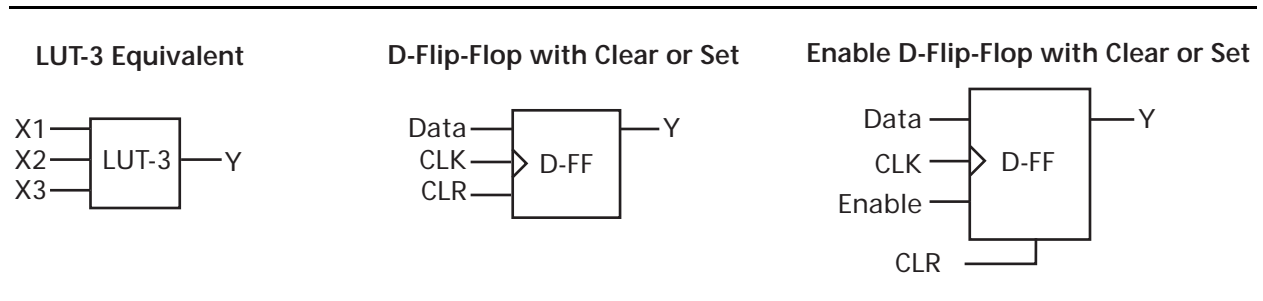 LUT-3 Equivalent
X1
X2
X3
LUT-3
Y
D-Flip-Flop with Clear or Set
Data
CLK
CLR
D-FF
Y
Enable D-Flip-Flop with Clear or Set
Data
CLK
Enable
CLR
D-FF
Y